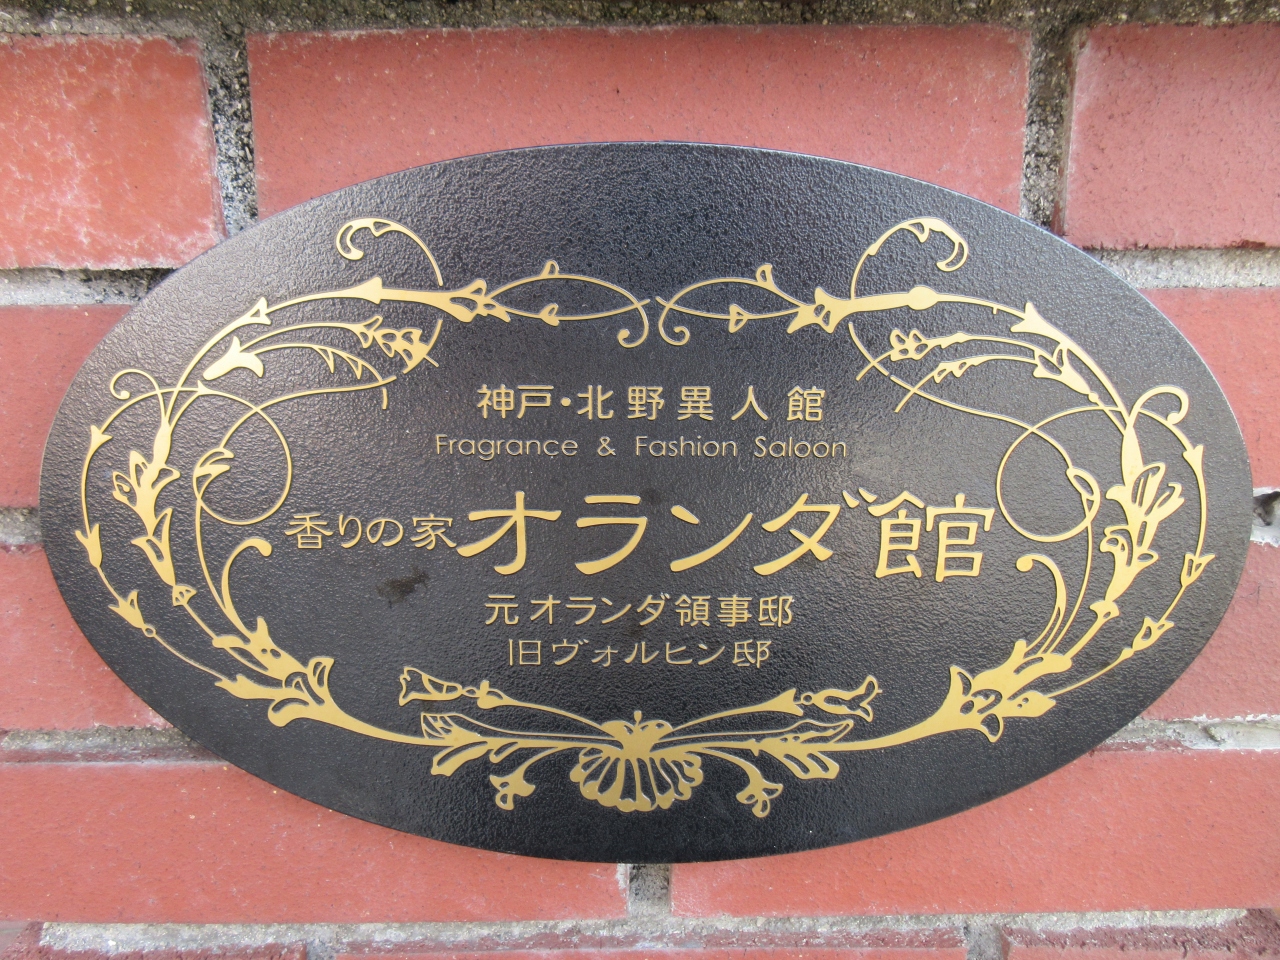 神戸・北野異人館
Fragrance & Fashion Saloon
香りの家オランダ館
元オランダ領事邸
旧ヴォルヒン邸